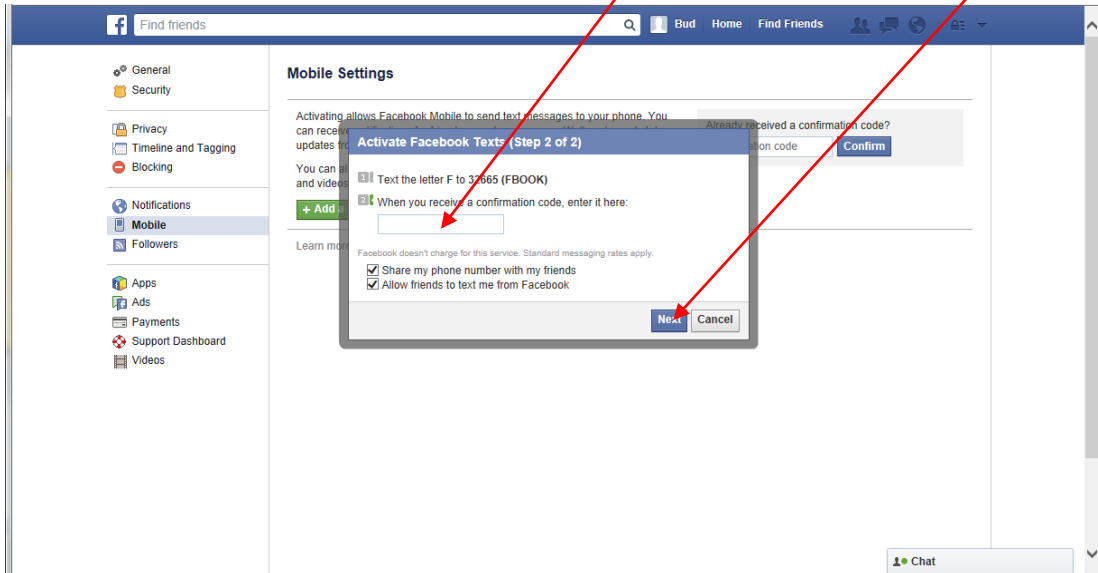 f Find friends Bud Home Find Friends
General
Security
Privacy
Timeline and Tagging
Blocking
Notifications
Mobile
Followers
Apps
Ads
Payments
Support Dashboard
Videos
Mobile Settings
Activating allows Facebook Mobile to send text messages to your phone. You
can receive
updates
You can
and videos
+ Add
Learn
Already received a confirmation code?
code Confirm
Activate Facebook Texts (Step 2 of 2)
1 Text the letter F to 32665 (FBOOK)
2 When you receive a confirmation code, enter it here:
Facebook doesn't charge for this service. Standard messaging rates apply.
Share my phone number with my friends
Allow friends to text me from Facebook
Next Cancel
Chat